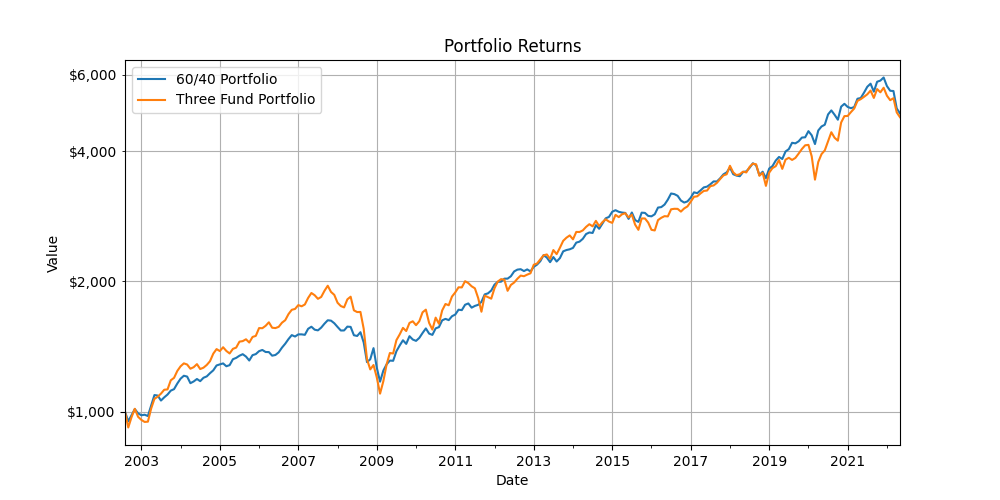 Portfolio Returns
60/40 Portfolio
Three Fund Portfolio
Value
$6,000
$4,000
$2,000
$1,000
2003 2005 2007 2009 2011 2013 2015 2017 2019 2021
Date